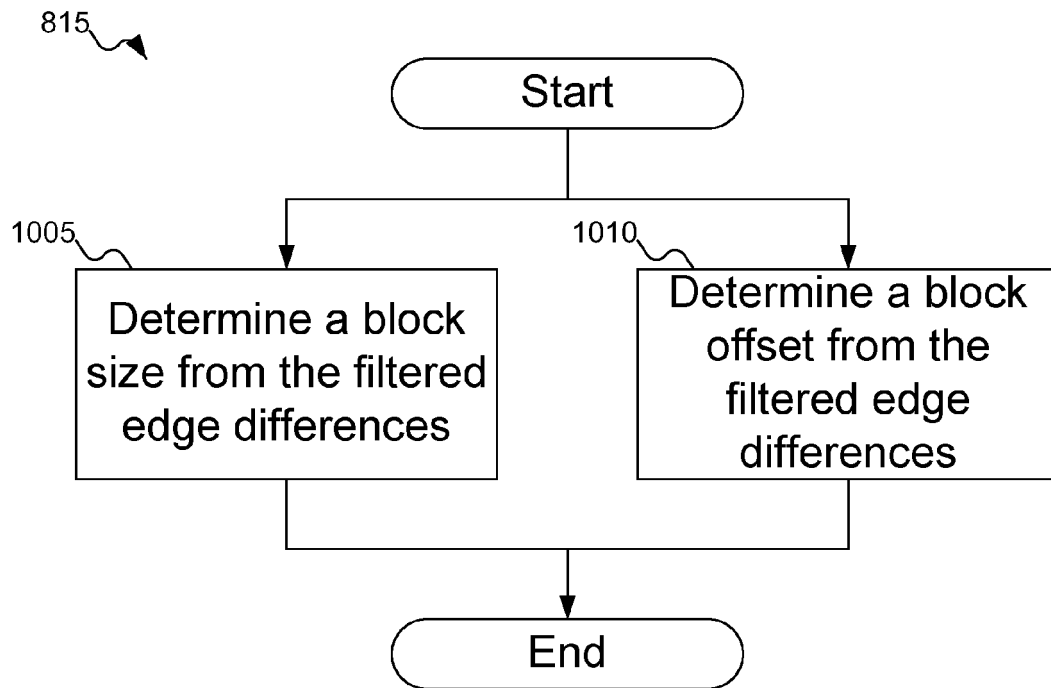 815
Start
1005
Determine a block
size from the filtered
edge differences
1010
Determine a block
offset from the
filtered edge
differences
End